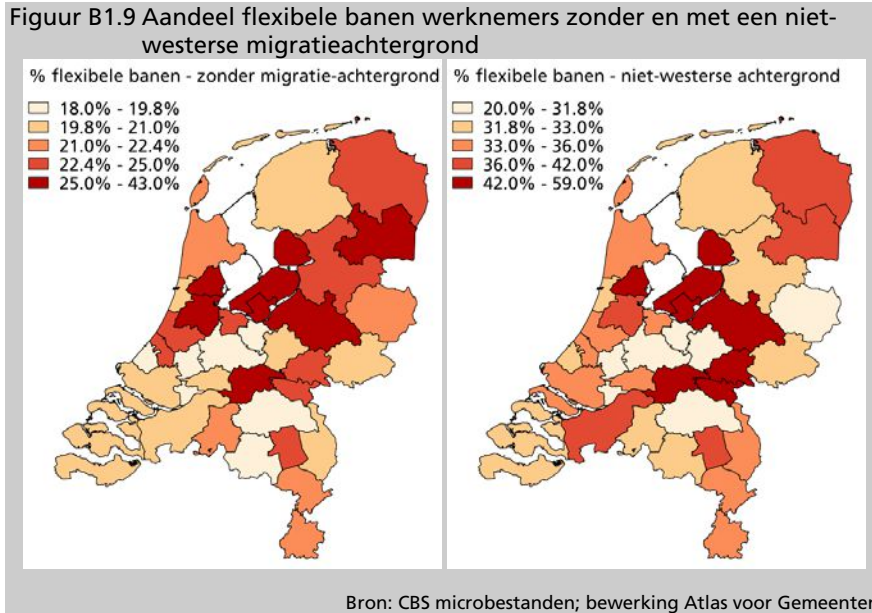 Figuur B1.9 Aandeel flexibele banen werknemers zonder en met een niet-
westerse migratieachtergrond
% flexibele banen - zonder migratie-achtergrond
18.0% - 19.8%
19.8% - 21.0%
21.0% - 22.4%
22.4% - 25.0%
25.0% - 43.0%
% flexibele banen - niet-westerse achtergrond
20.0% - 31.8%
31.8% - 33.0%
33.0% - 36.0%
36.0% - 42.0%
42.0% - 59.0%
Bron: CBS microbestanden; bewerking Atlas voor Gemeenten